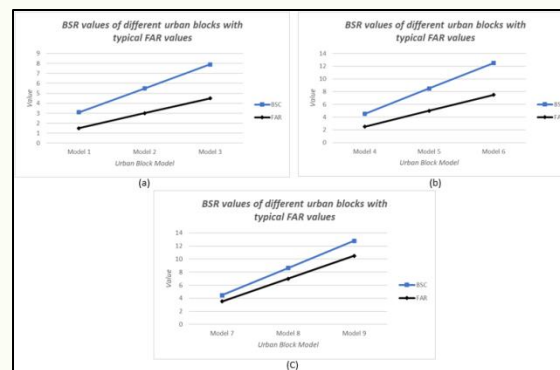 BSR values of different urban blocks with
typical FAR values
Value
9
8
7
6
5
4
3
2
1
0
Model 1 Model 2 Model 3
Urban Block Model
BSC
FAR
(a)
BSR values of different urban blocks with
typical FAR values
Value
14
12
10
8
6
4
2
0
Model 4 Model 5 Model 6
Urban Block Model
BSC
FAR
(b)
BSR values of different urban blocks with
typical FAR values
Value
14
12
10
8
6
4
2
0
Model 7 Model 8 Model 9
Urban Block Model
BSC
FAR
(C)